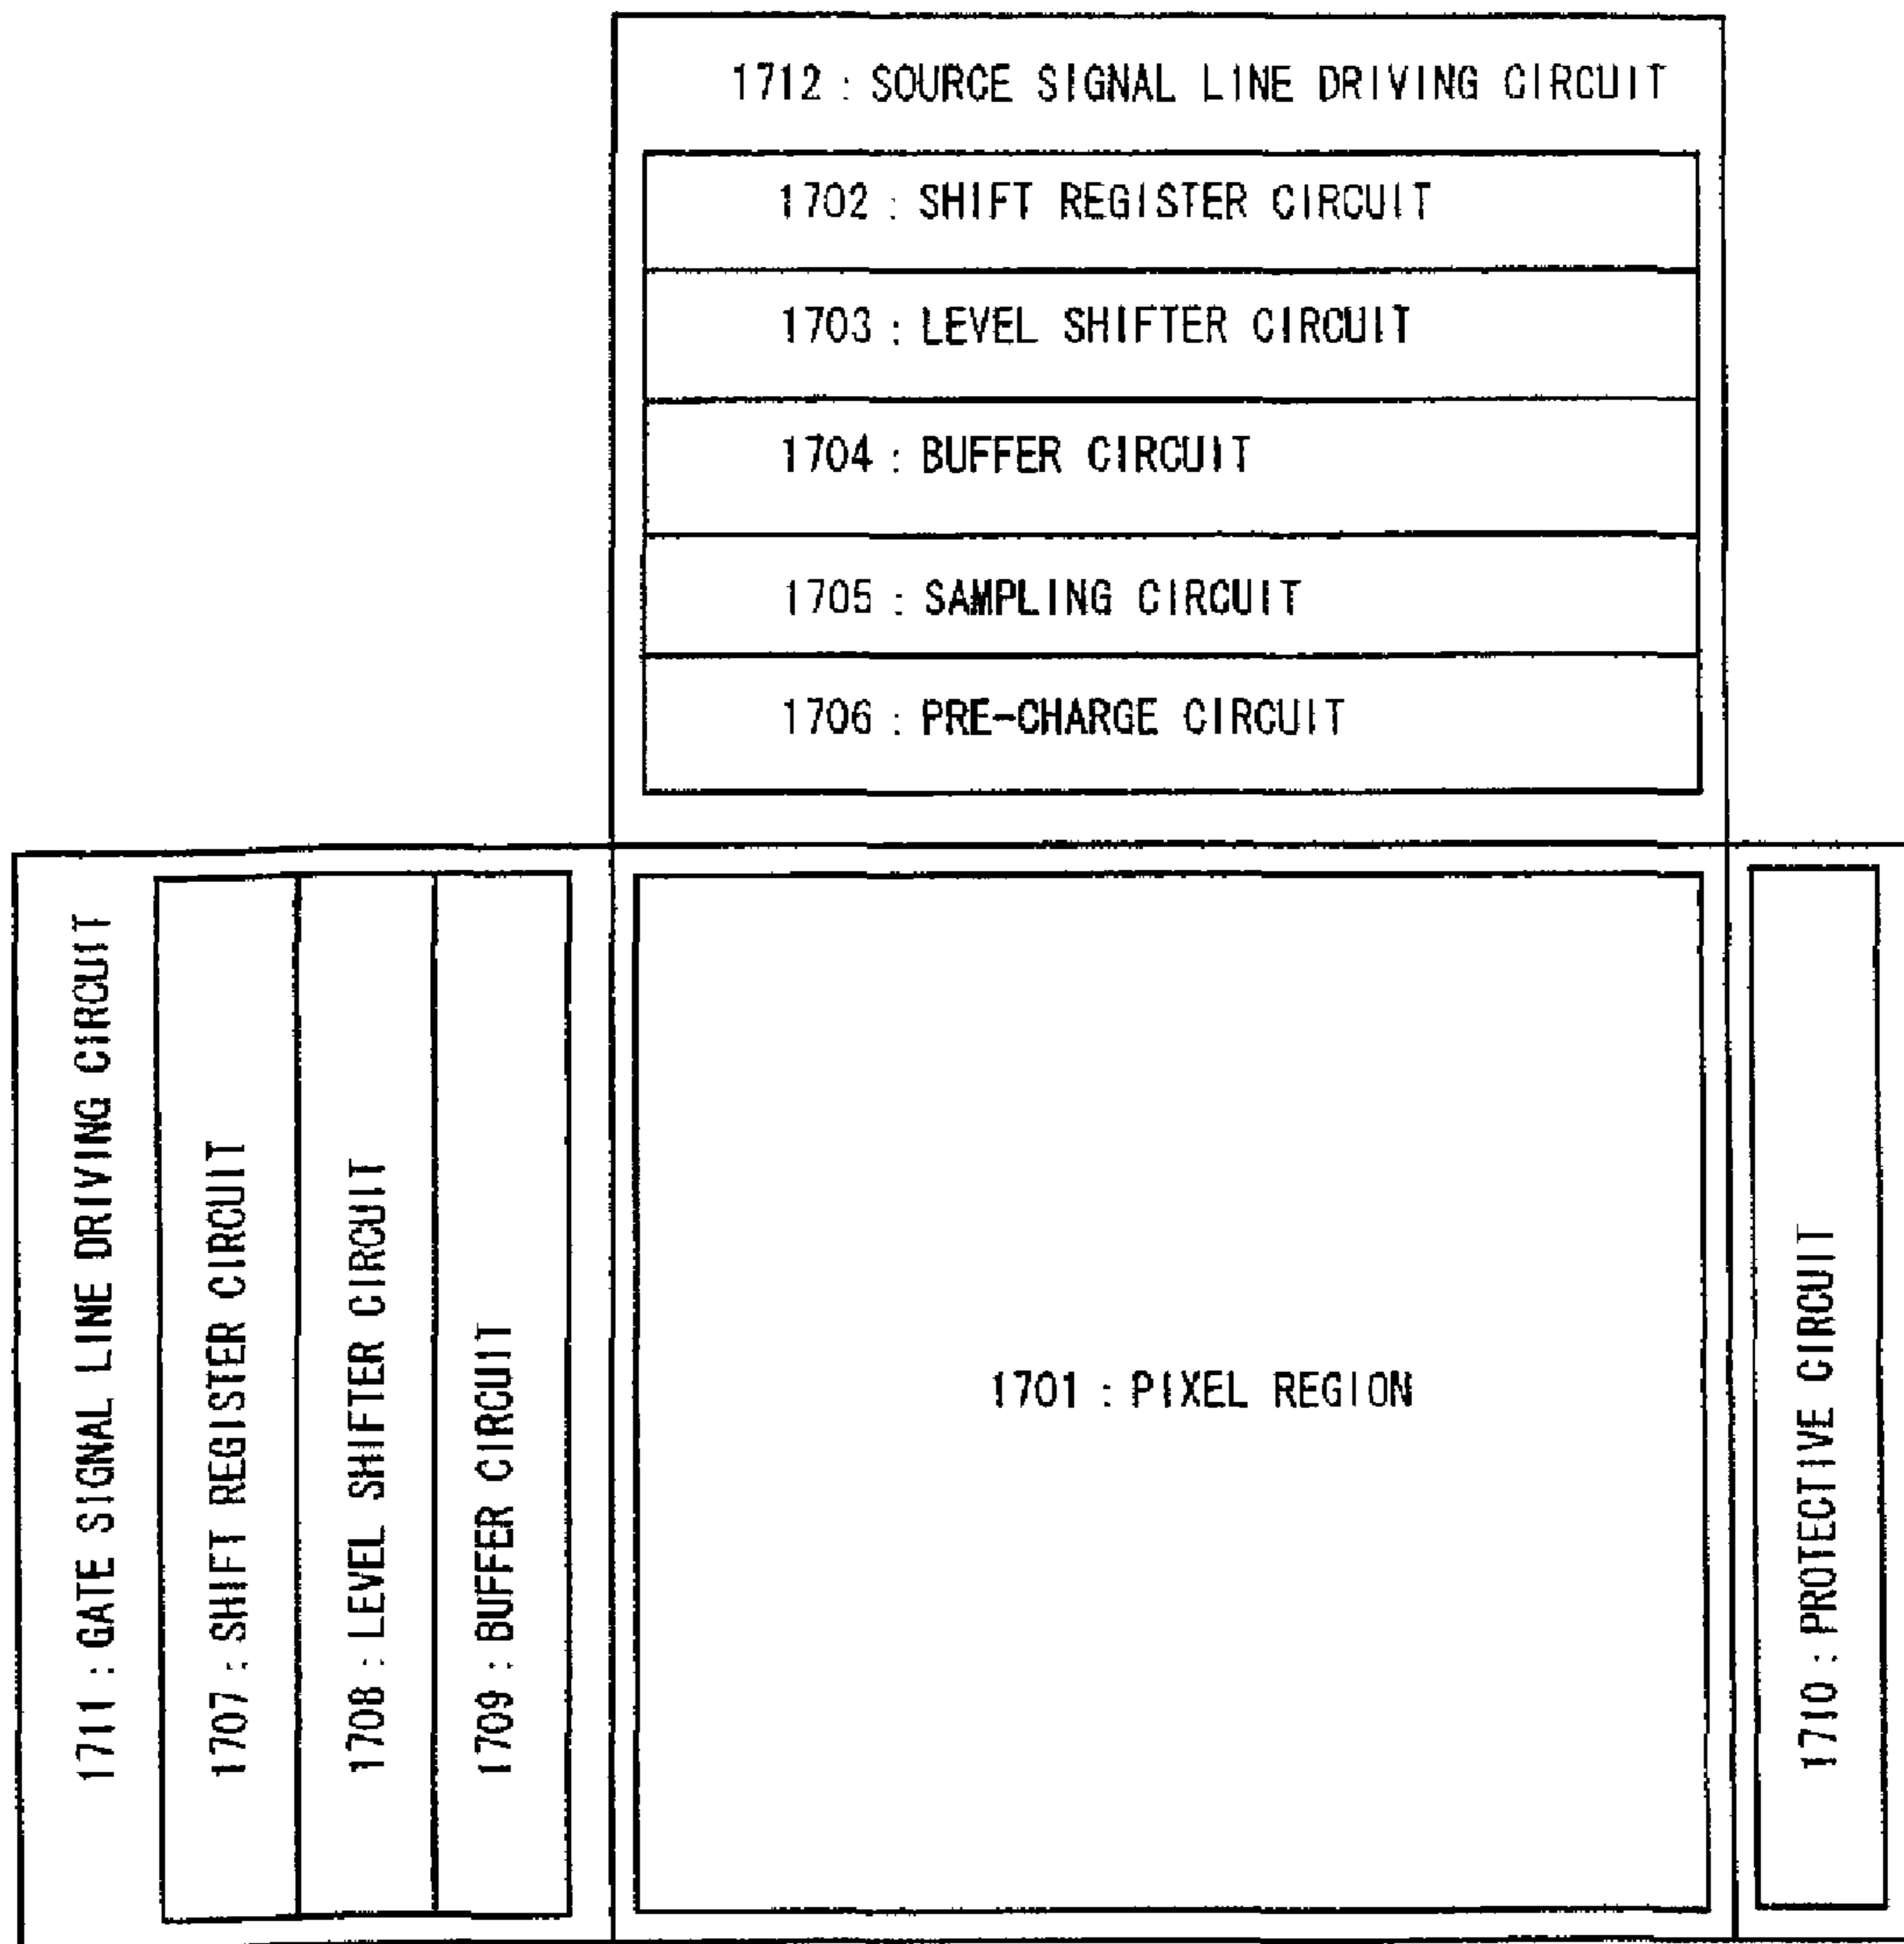 1712 : SOURCE SIGNAL LINE DRIVING CIRCUIT
1702 : SHIFT REGISTER CIRCUIT
1703 : LEVEL SHIFTER CIRCUIT
1704 : BUFFER CIRCUIT
1705 : SAMPLING CIRCUIT
1706 : PRE-CHARGE CIRCUIT
1711 : GATE SIGNAL LINE DRIVING CIRCUIT
1707 : SHIFT REGISTER CIRCUIT
1708 : LEVEL SHIFTER CIRCUIT
1709 : BUFFER CIRCUIT
1701 : PIXEL REGION
1710 : PROTECTIVE CIRCUIT